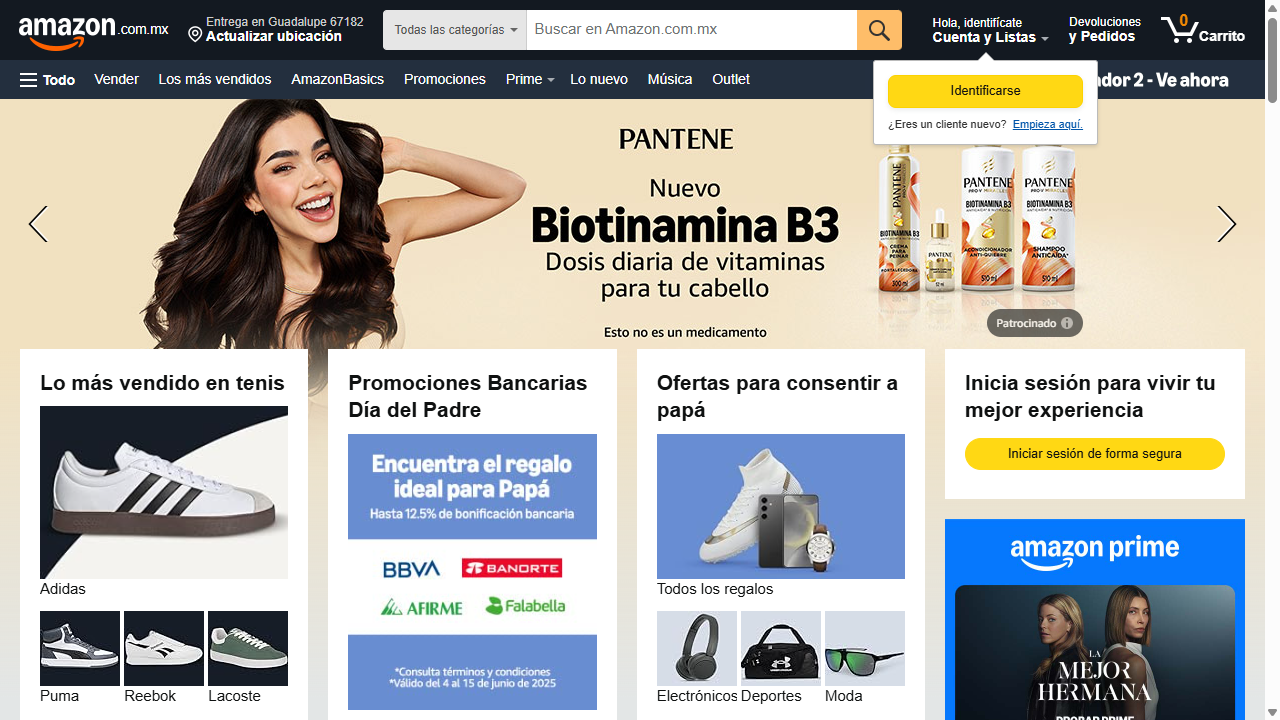 amazon.com.mx
Entrega en Guadalupe 67182
Actualizar ubicación
Todas las categorías
Buscar en Amazon.com.mx
Hola, identifícate
Cuenta y Listas
Devoluciones
y Pedidos
0
Carrito
Todo
Vender
Los más vendidos
AmazonBasics
Promociones
Prime
Lo nuevo
Música
Outlet
ador 2 - Ve ahora
Identificarse
¿Eres un cliente nuevo? Empieza aquí.
PANTENE
Nuevo
Biotinamina B3
Dosis diaria de vitaminas
para tu cabello
Esto no es un medicamento
PANTENE
BIOTINAMINA B3
CREMA
PARA
PEINAR
FORTALECEDORA
300 ml
PANTENE
PANTENE
PRO-V MIRACLES
BIOTINAMINA B3
ACONDICIONADOR
ANTI-QUIEBRE
510 ml
PANTENE
PRO-V MIRACLES
BIOTINAMINA B3
SHAMPOO
ANTICAÍDA*
510 ml
Patrocinado
Lo más vendido en tenis
Adidas
Puma
Reebok
Lacoste
Promociones Bancarias
Día del Padre
Encuentra el regalo
ideal para Papá
Hasta 12.5% de bonificación bancaria
BBVA
BANORTE
AFIRME
Falabella
*Consulta términos y condiciones
*Válido del 4 al 15 de junio de 2025
Ofertas para consentir a
papá
Todos los regalos
UNDER ARMOUR
Electrónicos
Deportes
Moda
Inicia sesión para vivir tu
mejor experiencia
Iniciar sesión de forma segura
amazon prime
LA
MEJOR
HERMANA
PROBAR PRIME